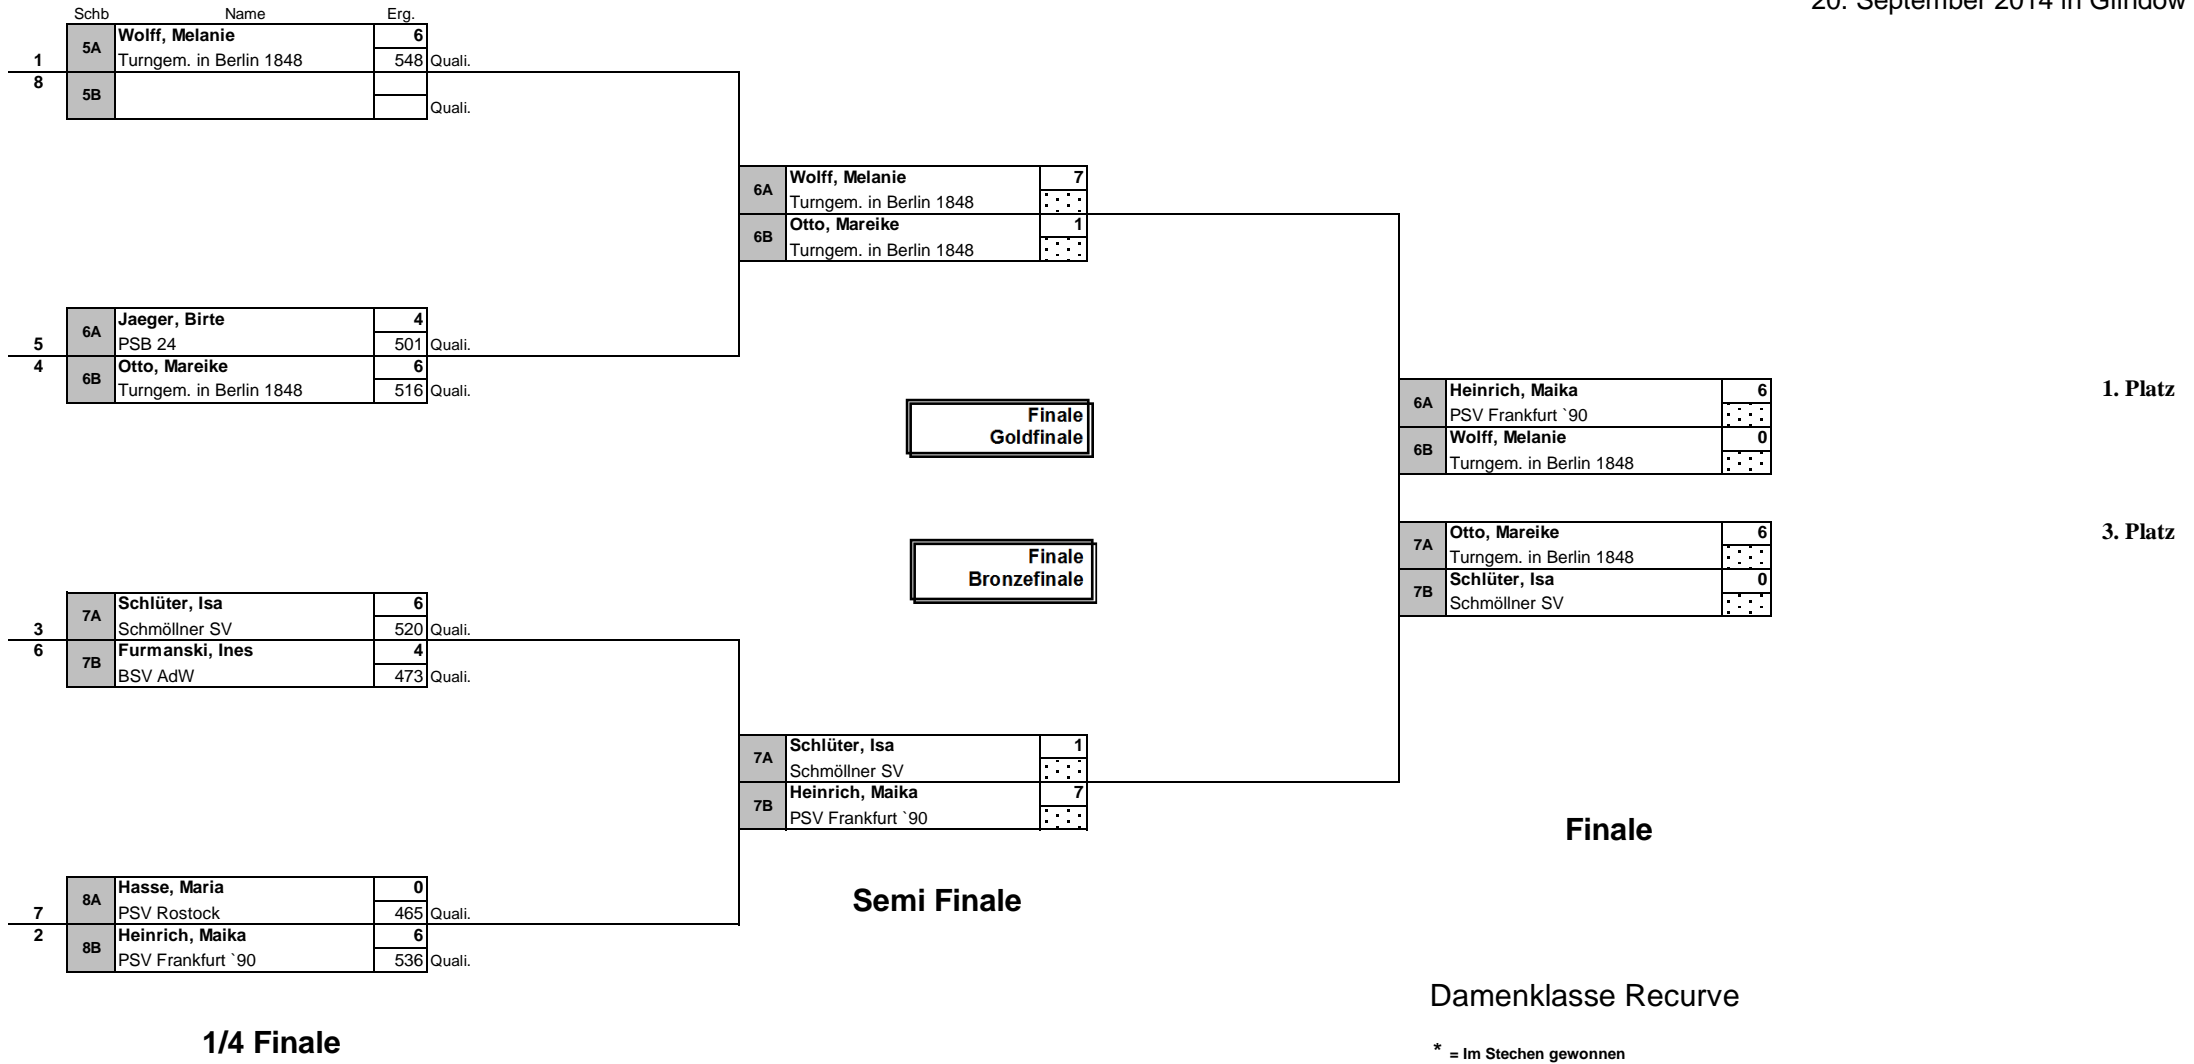 20. September 2014 in Glindow
Schb Name Erg.
5A Wolff, Melanie 6
1 Turngem. in Berlin 1848 548 Quali.
8
5B
Quali.
6A Wolff, Melanie 7
Turngem. in Berlin 1848
6B Otto, Mareike 1
Turngem. in Berlin 1848
6A Jaeger, Birte 4
5 PSB 24 501 Quali.
4 6B Otto, Mareike 6
Turngem. in Berlin 1848 516 Quali.
Finale
Goldfinale
6A Heinrich, Maika 6 1. Platz
PSV Frankfurt `90
6B Wolff, Melanie 0
Turngem. in Berlin 1848
Finale
Bronzefinale
7A Otto, Mareike 6 3. Platz
Turngem. in Berlin 1848
7B Schlüter, Isa 0
Schmöllner SV
7A Schlüter, Isa 6
3 Schmöllner SV 520 Quali.
6 7B Furmanski, Ines 4
BSV AdW 473 Quali.
7A Schlüter, Isa 1
Schmöllner SV
7B Heinrich, Maika 7
PSV Frankfurt `90
Finale
8A Hasse, Maria 0
7 PSV Rostock 465 Quali.
2 8B Heinrich, Maika 6
PSV Frankfurt `90 536 Quali.
Semi Finale
Damenklasse Recurve
1/4 Finale
* = Im Stechen gewonnen